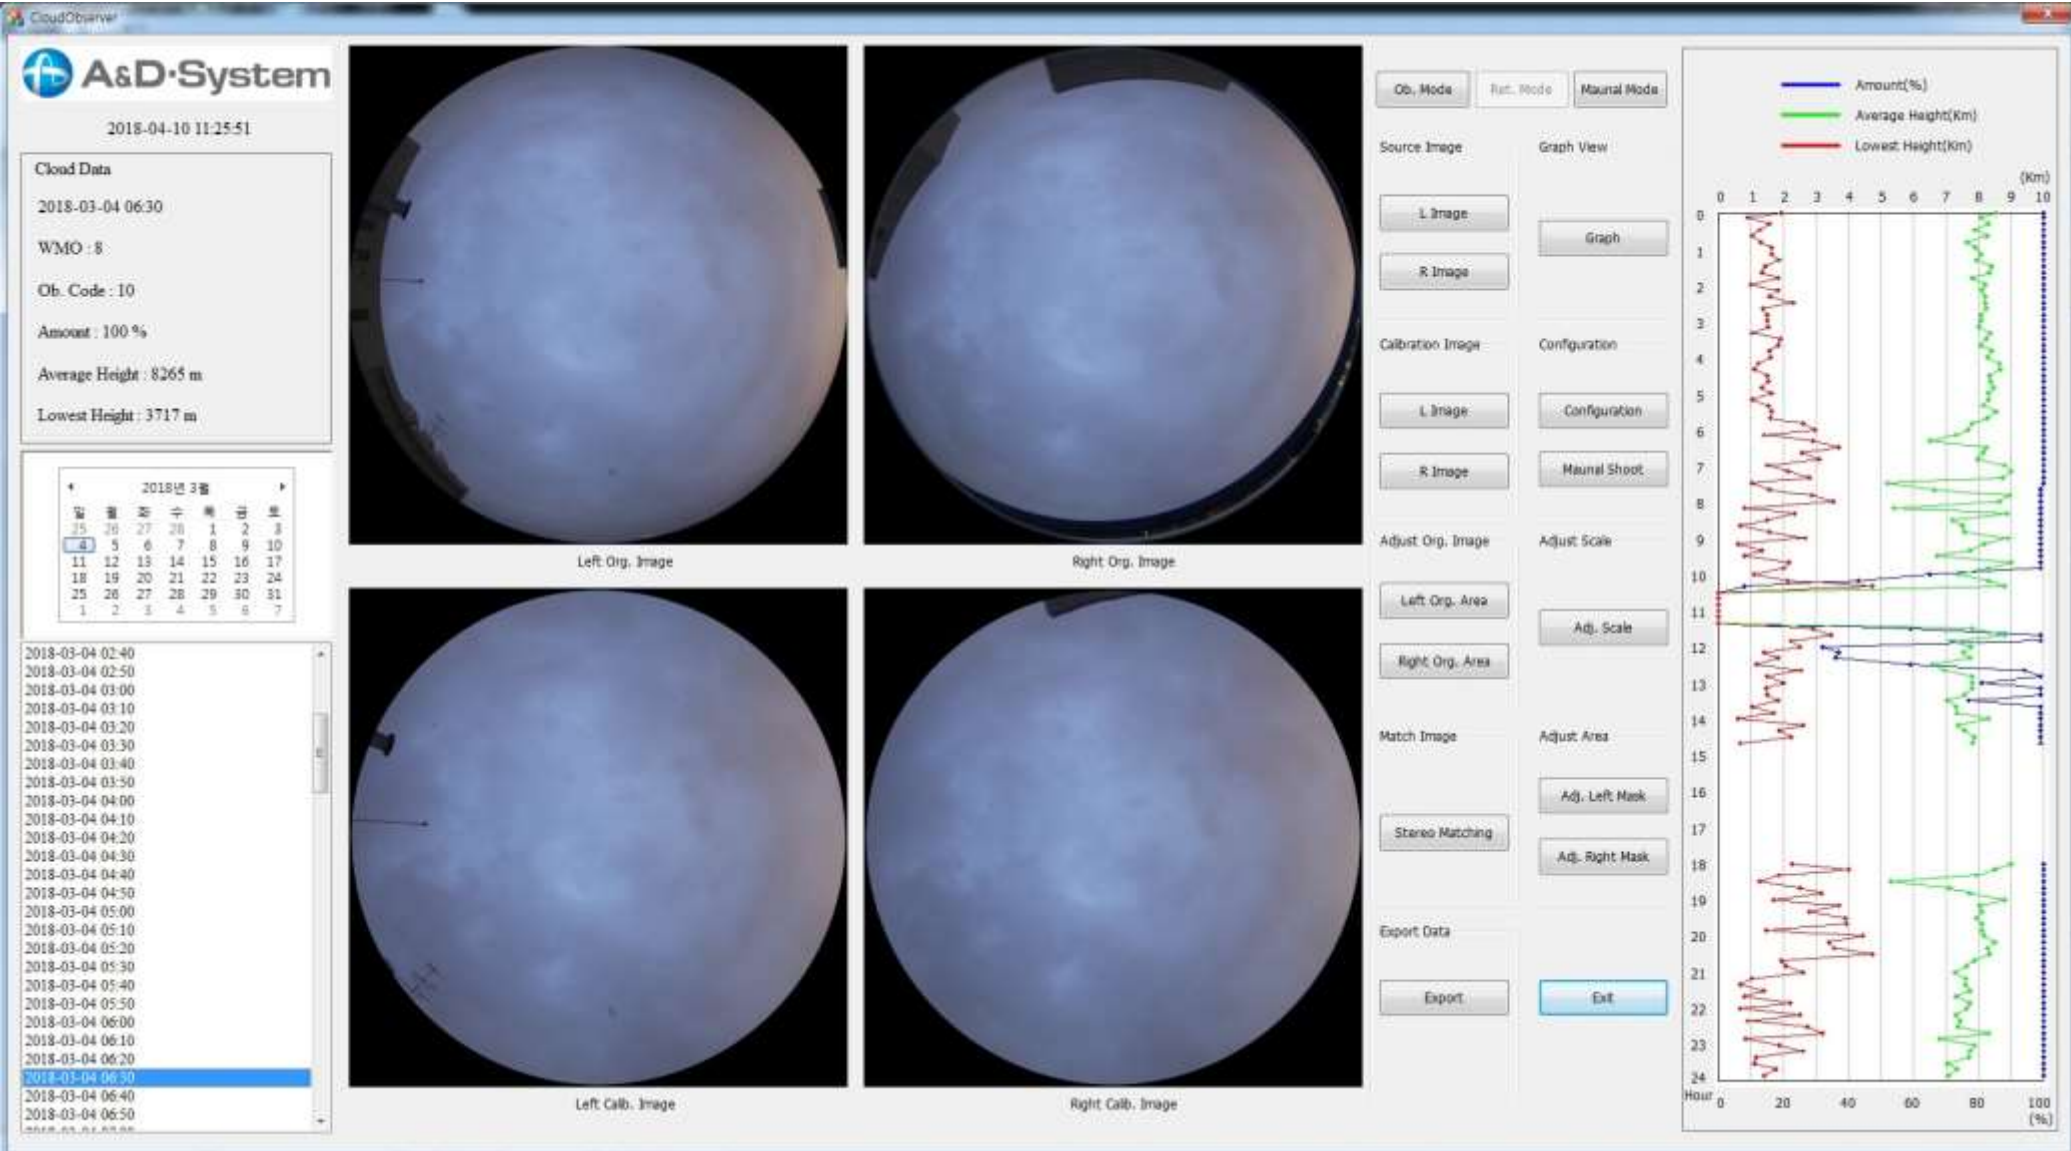 CloudObserver
A&D·System
2018-04-10 11:25:51
Cloud Data
2018-03-04 06:30
WMO : 8
Ob. Code : 10
Amount : 100 %
Average Height : 8265 m
Lowest Height : 3717 m
2018년 3월
일 월 화 수 목 금 토
25 26 27 28 1 2 3
4 5 6 7 8 9 10
11 12 13 14 15 16 17
18 19 20 21 22 23 24
25 26 27 28 29 30 31
1 2 3 4 5 6 7
2018-03-04 02:40
2018-03-04 02:50
2018-03-04 03:00
2018-03-04 03:10
2018-03-04 03:20
2018-03-04 03:30
2018-03-04 03:40
2018-03-04 03:50
2018-03-04 04:00
2018-03-04 04:10
2018-03-04 04:20
2018-03-04 04:30
2018-03-04 04:40
2018-03-04 04:50
2018-03-04 05:00
2018-03-04 05:10
2018-03-04 05:20
2018-03-04 05:30
2018-03-04 05:40
2018-03-04 05:50
2018-03-04 06:00
2018-03-04 06:10
2018-03-04 06:20
2018-03-04 06:30
2018-03-04 06:40
2018-03-04 06:50
Left Org. Image
Right Org. Image
Left Calib. Image
Right Calib. Image
Ob. Mode
Ret. Mode
Maunal Mode
Source Image
Graph View
L Image
Graph
R Image
Calibration Image
Configuration
L Image
Configuration
R Image
Maunal Shoot
Adjust Org. Image
Adjust Scale
Left Org. Area
Adj. Scale
Right Org. Area
Match Image
Adjust Area
Adj. Left Mask
Stereo Matching
Adj. Right Mask
Export Data
Export
Exit
Amount(%)
Average Height(Km)
Lowest Height(Km)
(Km)
0 1 2 3 4 5 6 7 8 9 10
0
1
2
3
4
5
6
7
8
9
10
11
12
13
14
15
16
17
18
19
20
21
22
23
24
Hour
0 20 40 60 80 100
(%)